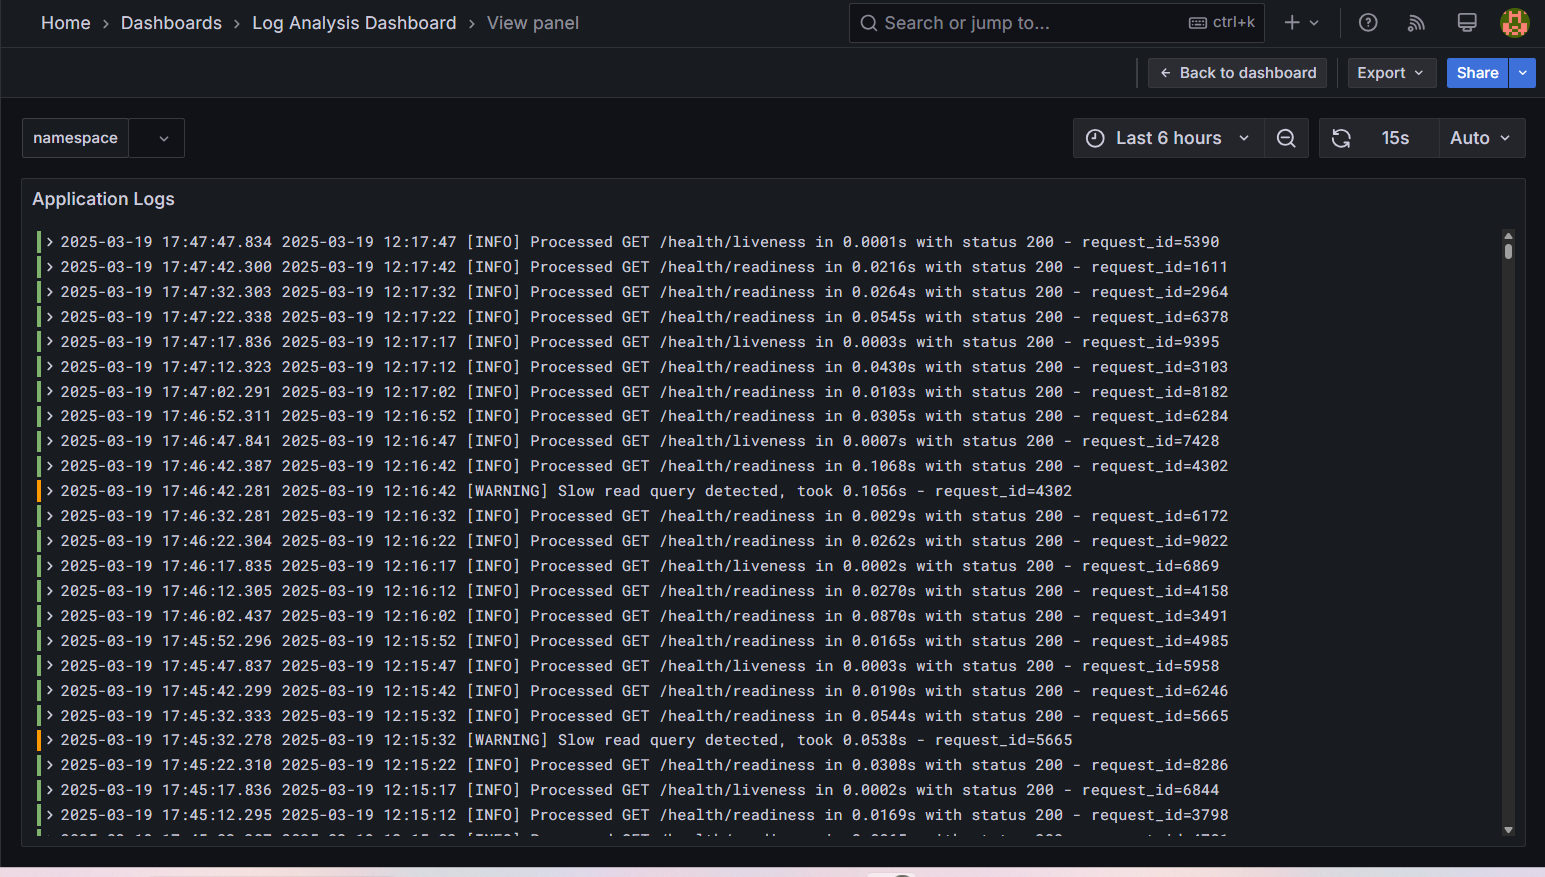 Home > Dashboards > Log Analysis Dashboard > View panel
Search or jump to... ctrl+k
Back to dashboard Export Share
namespace
Last 6 hours 15s Auto
Application Logs
2025-03-19 17:47:47.834 2025-03-19 12:17:47 [INFO] Processed GET /health/liveness in 0.0001s with status 200 - request_id=5390
2025-03-19 17:47:42.300 2025-03-19 12:17:42 [INFO] Processed GET /health/readiness in 0.0216s with status 200 - request_id=1611
2025-03-19 17:47:32.303 2025-03-19 12:17:32 [INFO] Processed GET /health/readiness in 0.0264s with status 200 - request_id=2964
2025-03-19 17:47:22.338 2025-03-19 12:17:22 [INFO] Processed GET /health/readiness in 0.0545s with status 200 - request_id=6378
2025-03-19 17:47:17.836 2025-03-19 12:17:17 [INFO] Processed GET /health/liveness in 0.0003s with status 200 - request_id=9395
2025-03-19 17:47:12.323 2025-03-19 12:17:12 [INFO] Processed GET /health/readiness in 0.0430s with status 200 - request_id=3103
2025-03-19 17:47:02.291 2025-03-19 12:17:02 [INFO] Processed GET /health/readiness in 0.0103s with status 200 - request_id=8182
2025-03-19 17:46:52.311 2025-03-19 12:16:52 [INFO] Processed GET /health/readiness in 0.0305s with status 200 - request_id=6284
2025-03-19 17:46:47.841 2025-03-19 12:16:47 [INFO] Processed GET /health/liveness in 0.0007s with status 200 - request_id=7428
2025-03-19 17:46:42.387 2025-03-19 12:16:42 [INFO] Processed GET /health/readiness in 0.1068s with status 200 - request_id=4302
2025-03-19 17:46:42.281 2025-03-19 12:16:42 [WARNING] Slow read query detected, took 0.1056s - request_id=4302
2025-03-19 17:46:32.281 2025-03-19 12:16:32 [INFO] Processed GET /health/readiness in 0.0029s with status 200 - request_id=6172
2025-03-19 17:46:22.304 2025-03-19 12:16:22 [INFO] Processed GET /health/readiness in 0.0262s with status 200 - request_id=9022
2025-03-19 17:46:17.835 2025-03-19 12:16:17 [INFO] Processed GET /health/liveness in 0.0002s with status 200 - request_id=6869
2025-03-19 17:46:12.305 2025-03-19 12:16:12 [INFO] Processed GET /health/readiness in 0.0270s with status 200 - request_id=4158
2025-03-19 17:46:02.437 2025-03-19 12:16:02 [INFO] Processed GET /health/readiness in 0.0870s with status 200 - request_id=3491
2025-03-19 17:45:52.296 2025-03-19 12:15:52 [INFO] Processed GET /health/readiness in 0.0165s with status 200 - request_id=4985
2025-03-19 17:45:47.837 2025-03-19 12:15:47 [INFO] Processed GET /health/liveness in 0.0003s with status 200 - request_id=5958
2025-03-19 17:45:42.299 2025-03-19 12:15:42 [INFO] Processed GET /health/readiness in 0.0190s with status 200 - request_id=6246
2025-03-19 17:45:32.333 2025-03-19 12:15:32 [INFO] Processed GET /health/readiness in 0.0544s with status 200 - request_id=5665
2025-03-19 17:45:32.278 2025-03-19 12:15:32 [WARNING] Slow read query detected, took 0.0538s - request_id=5665
2025-03-19 17:45:22.310 2025-03-19 12:15:22 [INFO] Processed GET /health/readiness in 0.0308s with status 200 - request_id=8286
2025-03-19 17:45:17.836 2025-03-19 12:15:17 [INFO] Processed GET /health/liveness in 0.0002s with status 200 - request_id=6844
2025-03-19 17:45:12.295 2025-03-19 12:15:12 [INFO] Processed GET /health/readiness in 0.0169s with status 200 - request_id=3798